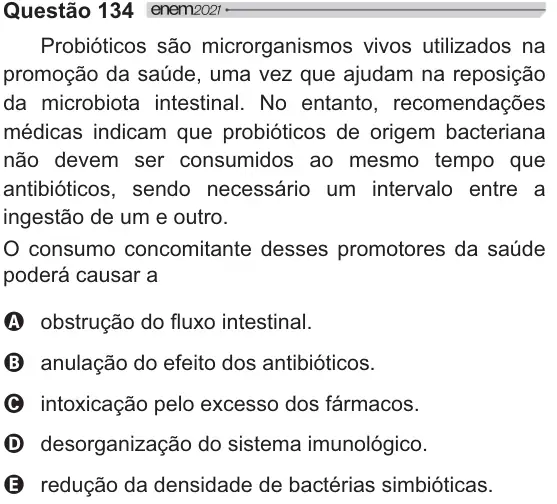 Questão 134 enem2021
Probióticos são microrganismos vivos utilizados na
promoção da saúde, uma vez que ajudam na reposição
da microbiota intestinal. No entanto, recomendações
médicas indicam que probióticos de origem bacteriana
não devem ser consumidos ao mesmo tempo que
antibióticos, sendo necessário um intervalo entre a
ingestão de um e outro.
O consumo concomitante desses promotores da saúde
poderá causar a
A obstrução do fluxo intestinal.
B anulação do efeito dos antibióticos.
C intoxicação pelo excesso dos fármacos.
D desorganização do sistema imunológico.
E redução da densidade de bactérias simbióticas.